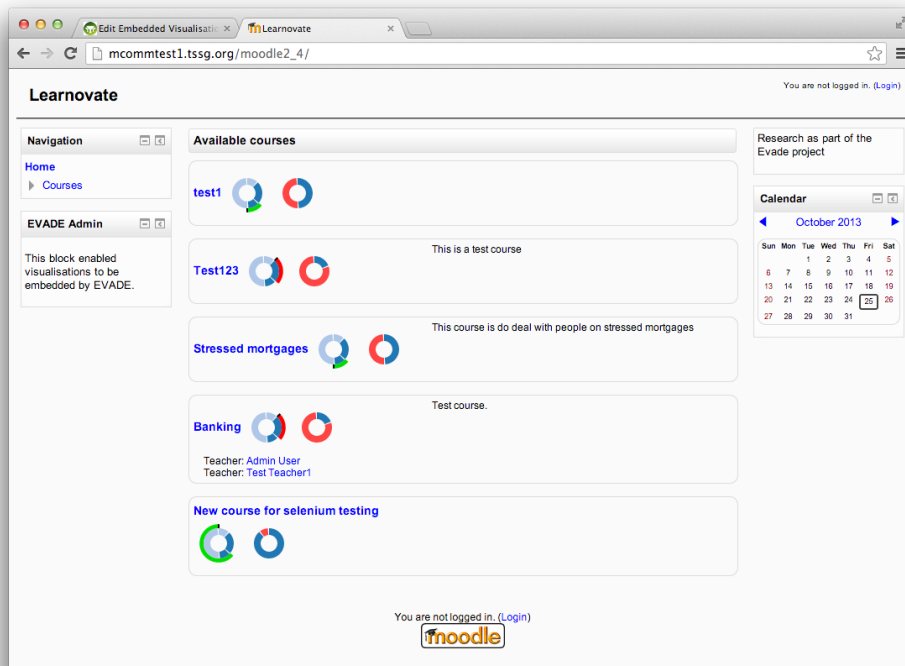 Edit Embedded Visualisatic
Learnovate
mcommtest1.tssg.org/moodle2_4/
Learnovate
You are not logged in. (Login)
Navigation
Home
Courses
EVADE Admin
This block enabled
visualisations to be
embedded by EVADE.
Available courses
test1
Test123
This is a test course
Stressed mortgages
This course is do deal with people on stressed mortgages
Banking
Test course.
Teacher: Admin User
Teacher: Test Teacher1
New course for selenium testing
Research as part of the
Evade project
Calendar
October 2013
Sun Mon Tue Wed Thu Fri Sat
1 2 3 4 5
6 7 8 9 10 11 12
13 14 15 16 17 18 19
20 21 22 23 24 25 26
27 28 29 30 31
You are not logged in. (Login)
moodle